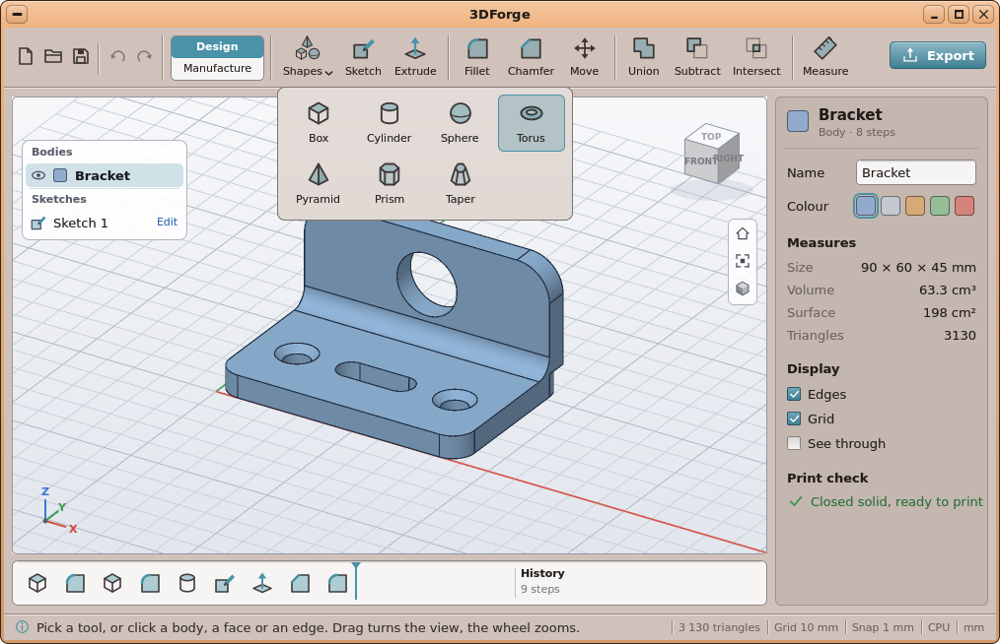 3DForge
Design
Manufacture
Shapes
Sketch
Extrude
Fillet
Chamfer
Move
Union
Subtract
Intersect
Measure
Export
Box
Cylinder
Sphere
Torus
Pyramid
Prism
Taper
Bodies
Bracket
Sketches
Sketch 1
Edit
TOP
FRONT
RIGHT
Z
Y
X
Bracket
Body · 8 steps
Name
Bracket
Colour
Measures
Size
90 × 60 × 45 mm
Volume
63.3 cm³
Surface
198 cm²
Triangles
3130
Display
Edges
Grid
See through
Print check
Closed solid, ready to print
History
9 steps
Pick a tool, or click a body, a face or an edge. Drag turns the view, the wheel zooms.
3 130 triangles
Grid 10 mm
Snap 1 mm
CPU
mm